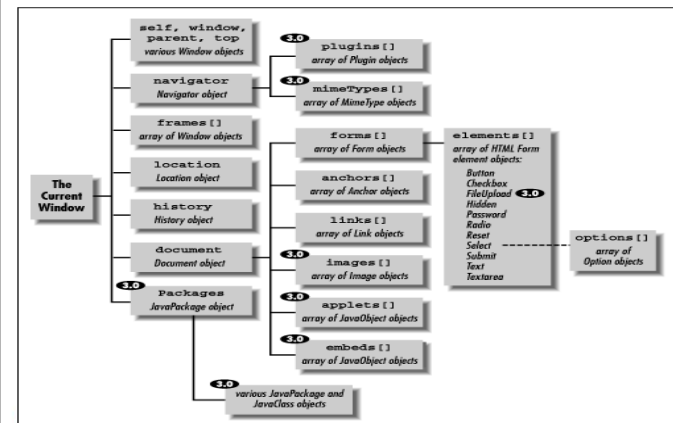 The
Current
Window
self, window,
parent, top
various Window objects
navigator
Navigator object
3.0
plugins[]
array of Plugin objects
3.0
mimeTypes[]
array of MimeType objects
frames[]
array of Window objects
location
Location object
history
History object
document
Document object
forms[]
array of Form objects
elements[]
array of HTML Form
element objects:
Button
Checkbox
FileUpload 3.0
Hidden
Password
Radio
Reset
Select
Submit
Text
Textarea
options[]
array of
Option objects
anchors[]
array of Anchor objects
links[]
array of Link objects
3.0
images[]
array of Image objects
3.0
applets[]
array of JavaObject objects
3.0
embeds[]
array of JavaObject objects
3.0
Packages
JavaPackage object
3.0
various JavaPackage and
JavaClass objects